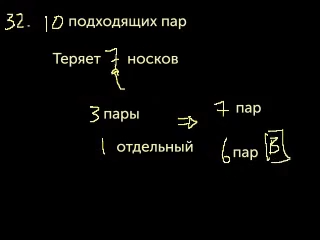 32. 10 подходящих пар
Теряет 7 носков
3 пары ⇒ 7 пар
1 отдельный 6 пар B